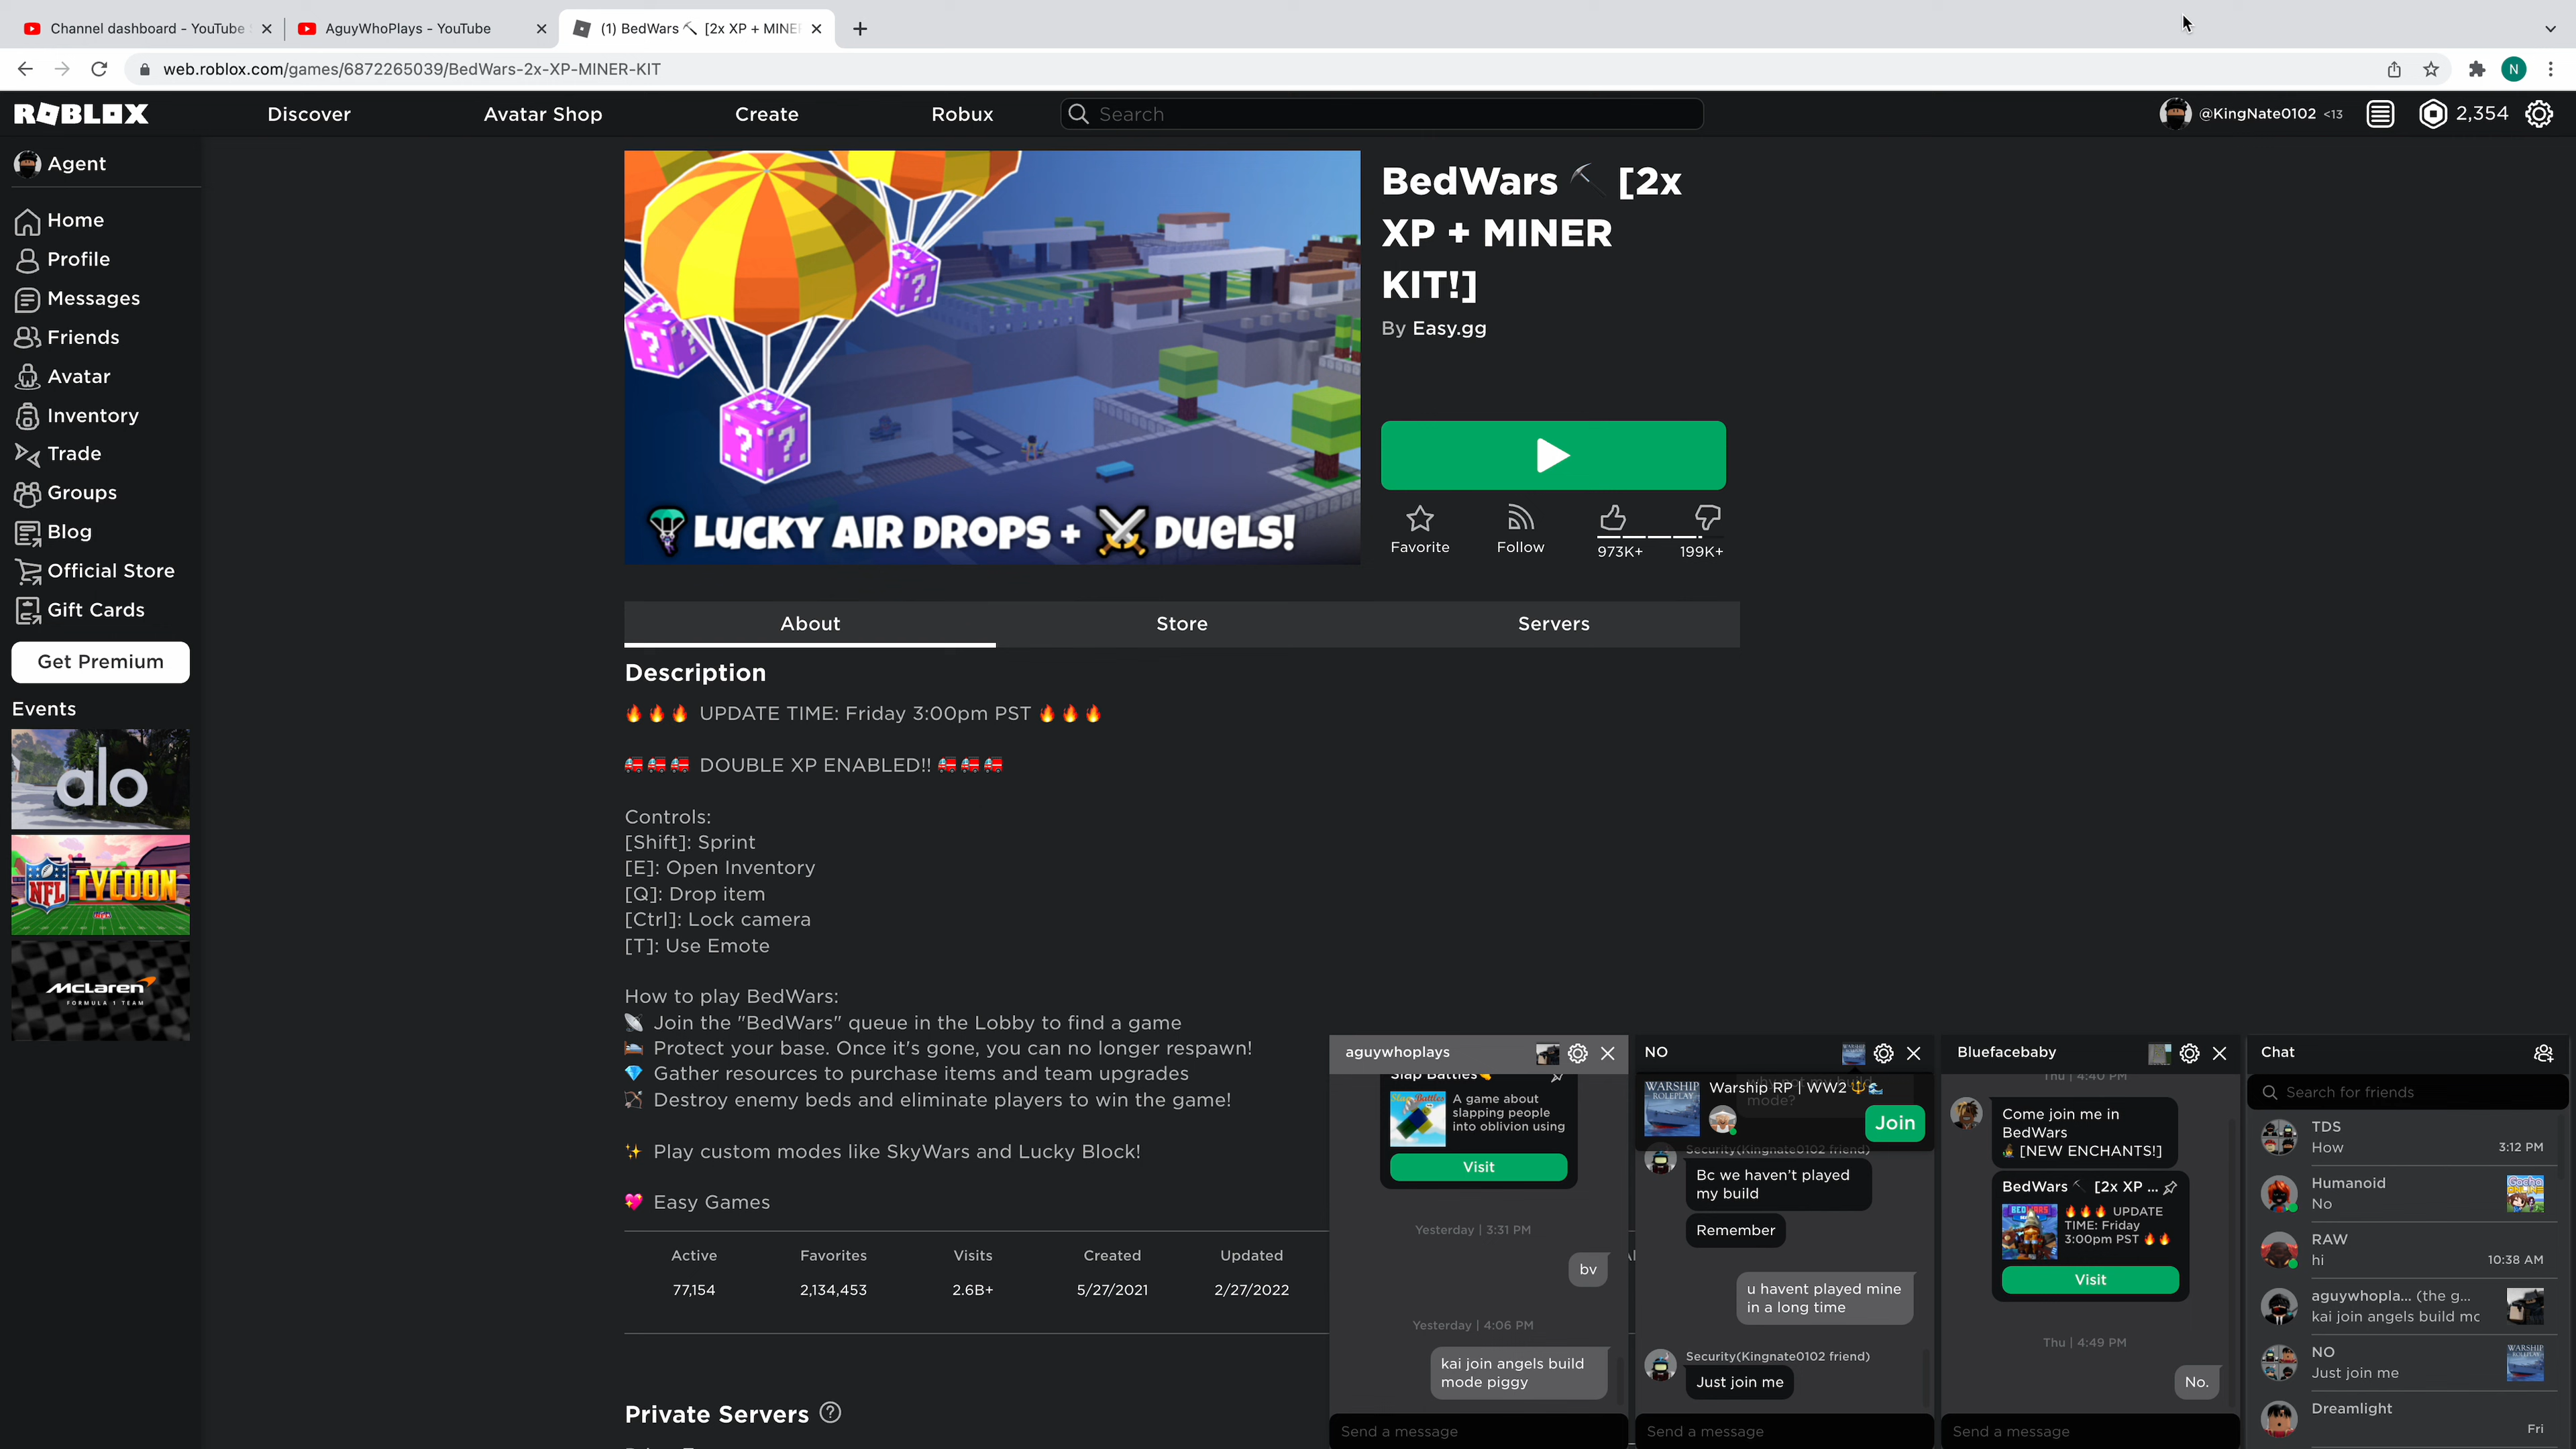 Channel dashboard - YouTube
AguyWhoPlays - YouTube
(1) BedWars ⛏ [2x XP + MINER
web.roblox.com/games/6872265039/BedWars-2x-XP-MINER-KIT
N
ROBLOX
Discover
Avatar Shop
Create
Robux
Search
@KingNate0102 <13
2,354
Agent
Home
Profile
Messages
Friends
Avatar
Inventory
Trade
Groups
Blog
Official Store
Gift Cards
Get Premium
Events
alo
NFL TYCOON
McLaren
FORMULA 1 TEAM
LUCKY AIR DROPS + ⚔ DUELS!
BedWars ⛏ [2x
XP + MINER
KIT!]
By Easy.gg
Favorite
Follow
973K+
199K+
About
Store
Servers
Description
🔥🔥🔥 UPDATE TIME: Friday 3:00pm PST 🔥🔥🔥
🚒🚒🚒 DOUBLE XP ENABLED!! 🚒🚒🚒
Controls:
[Shift]: Sprint
[E]: Open Inventory
[Q]: Drop item
[Ctrl]: Lock camera
[T]: Use Emote
How to play BedWars:
📡 Join the "BedWars" queue in the Lobby to find a game
🛏 Protect your base. Once it's gone, you can no longer respawn!
💎 Gather resources to purchase items and team upgrades
🏹 Destroy enemy beds and eliminate players to win the game!
✨ Play custom modes like SkyWars and Lucky Block!
💖 Easy Games
Active
Favorites
Visits
Created
Updated
77,154
2,134,453
2.6B+
5/27/2021
2/27/2022
Private Servers
aguywhoplays
Slap Battles
A game about
slapping people
into oblivion using
Visit
Yesterday | 3:31 PM
bv
Yesterday | 4:06 PM
kai join angels build
mode piggy
Send a message
NO
WARSHIP
ROLEPLAY
Warship RP | WW2 🔱🌊
mode?
Join
Security(Kingnate0102 friend)
Bc we haven't played
my build
Remember
u havent played mine
in a long time
Security(Kingnate0102 friend)
Just join me
Send a message
Bluefacebaby
Thu | 4:40 PM
Come join me in
BedWars
[NEW ENCHANTS!]
BedWars ⛏ [2x XP ...
🔥🔥🔥 UPDATE
TIME: Friday
3:00pm PST 🔥🔥
Visit
Thu | 4:49 PM
No.
Send a message
Chat
Search for friends
TDS
How
3:12 PM
Humanoid
No
RAW
hi
10:38 AM
aguywhopla... (the g...
kai join angels build mc
NO
Just join me
Dreamlight
Fri